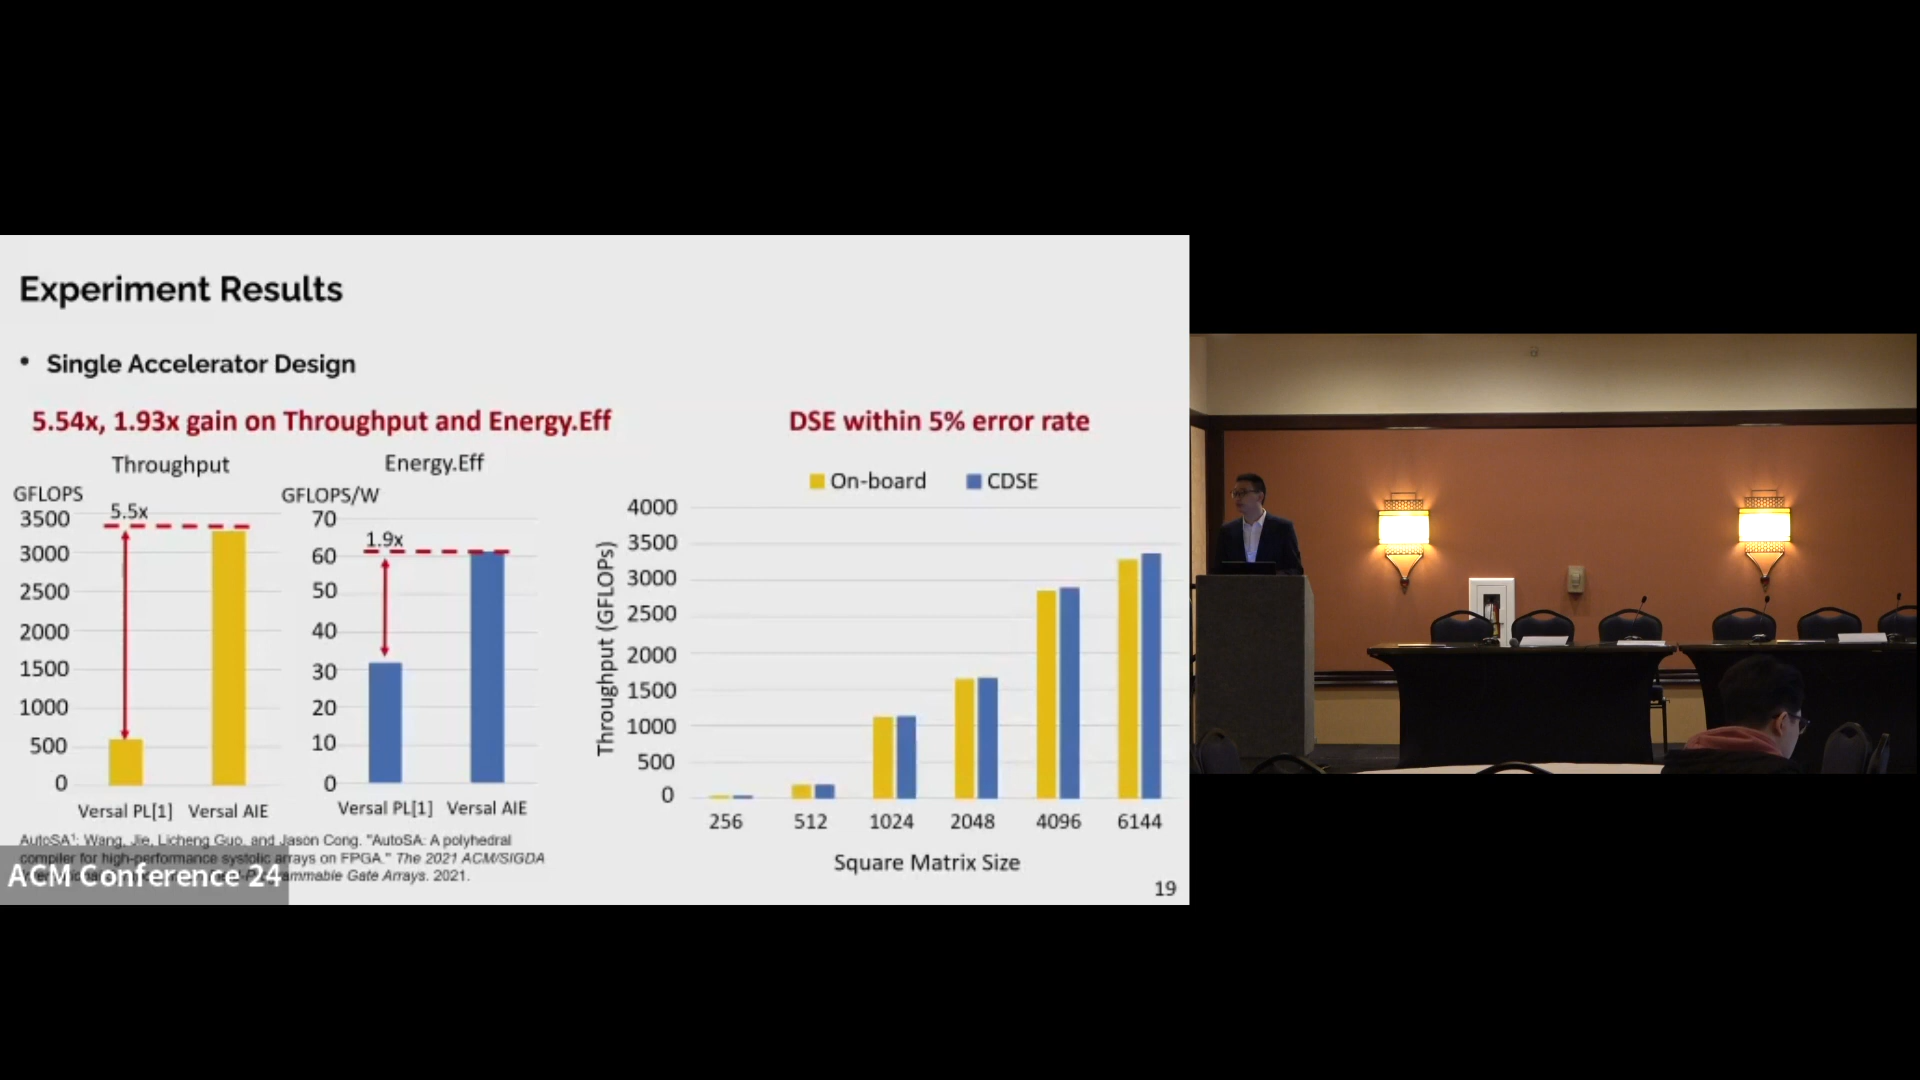 Experiment Results
• Single Accelerator Design
5.54x, 1.93x gain on Throughput and Energy.Eff
Throughput
GFLOPS
5.5x
3500
3000
2500
2000
1500
1000
500
0
Versal PL[1] Versal AIE
Energy.Eff
GFLOPS/W
1.9x
70
60
50
40
30
20
10
0
Versal PL[1] Versal AIE
DSE within 5% error rate
On-board CDSE
Throughput (GFLOPs)
4000
3500
3000
2500
2000
1500
1000
500
0
256 512 1024 2048 4096 6144
Square Matrix Size
AutoSA¹: Wang, Jie, Licheng Guo, and Jason Cong. "AutoSA: A polyhedral
compiler for high-performance systolic arrays on FPGA." The 2021 ACM/SIGDA
Gate Arrays. 2021.
ACM Conference 24
19